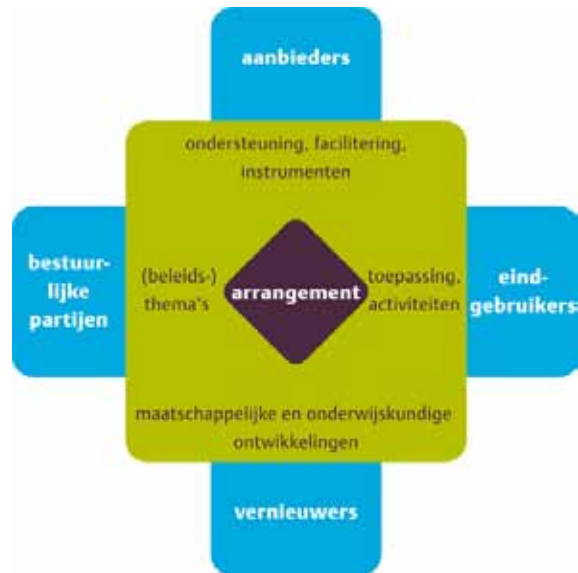 aanbieders
ondersteuning, facilitering,
instrumenten
bestuur-
lijke
partijen
(beleids-)
thema's
arrangement
toepassing,
activiteiten
eind-
gebruikers
maatschappelijke en onderwijskundige
ontwikkelingen
vernieuwers